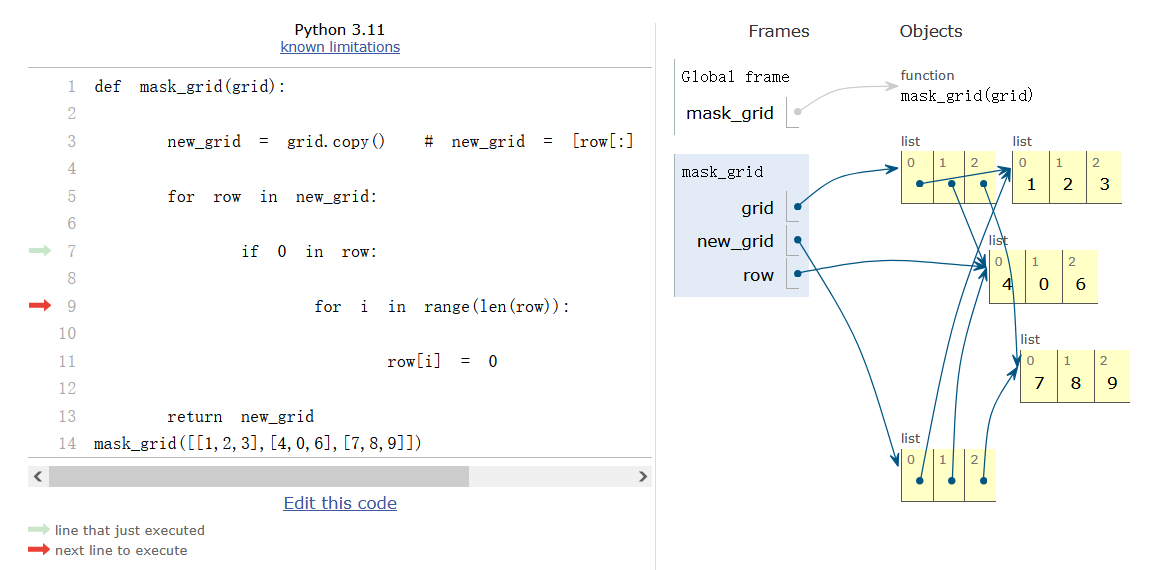 Python 3.11
known limitations
1 def mask_grid(grid):
2
3 new_grid = grid.copy() # new_grid = [row[:]
4
5 for row in new_grid:
6
7 if 0 in row:
8
9 for i in range(len(row)):
10
11 row[i] = 0
12
13 return new_grid
14 mask_grid([[1,2,3],[4,0,6],[7,8,9]])
Edit this code
line that just executed
next line to execute
Frames Objects
Global frame
mask_grid
function
mask_grid(grid)
mask_grid
grid
new_grid
row
list
0 1 2
list
0 1 2
1 2 3
list
0 1 2
4 0 6
list
0 1 2
7 8 9
list
0 1 2